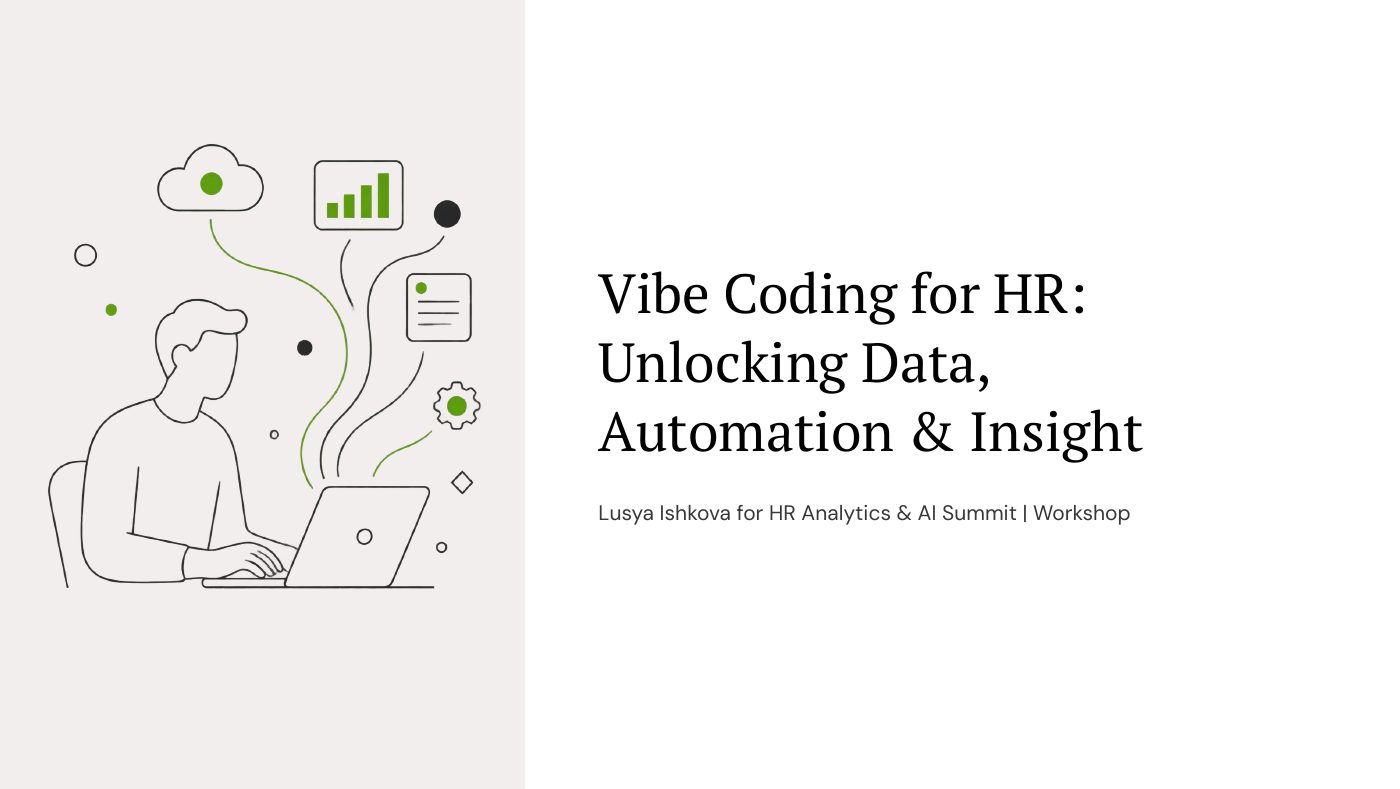 Vibe Coding for HR:
Unlocking Data,
Automation & Insight
Lusya Ishkova for HR Analytics & AI Summit | Workshop